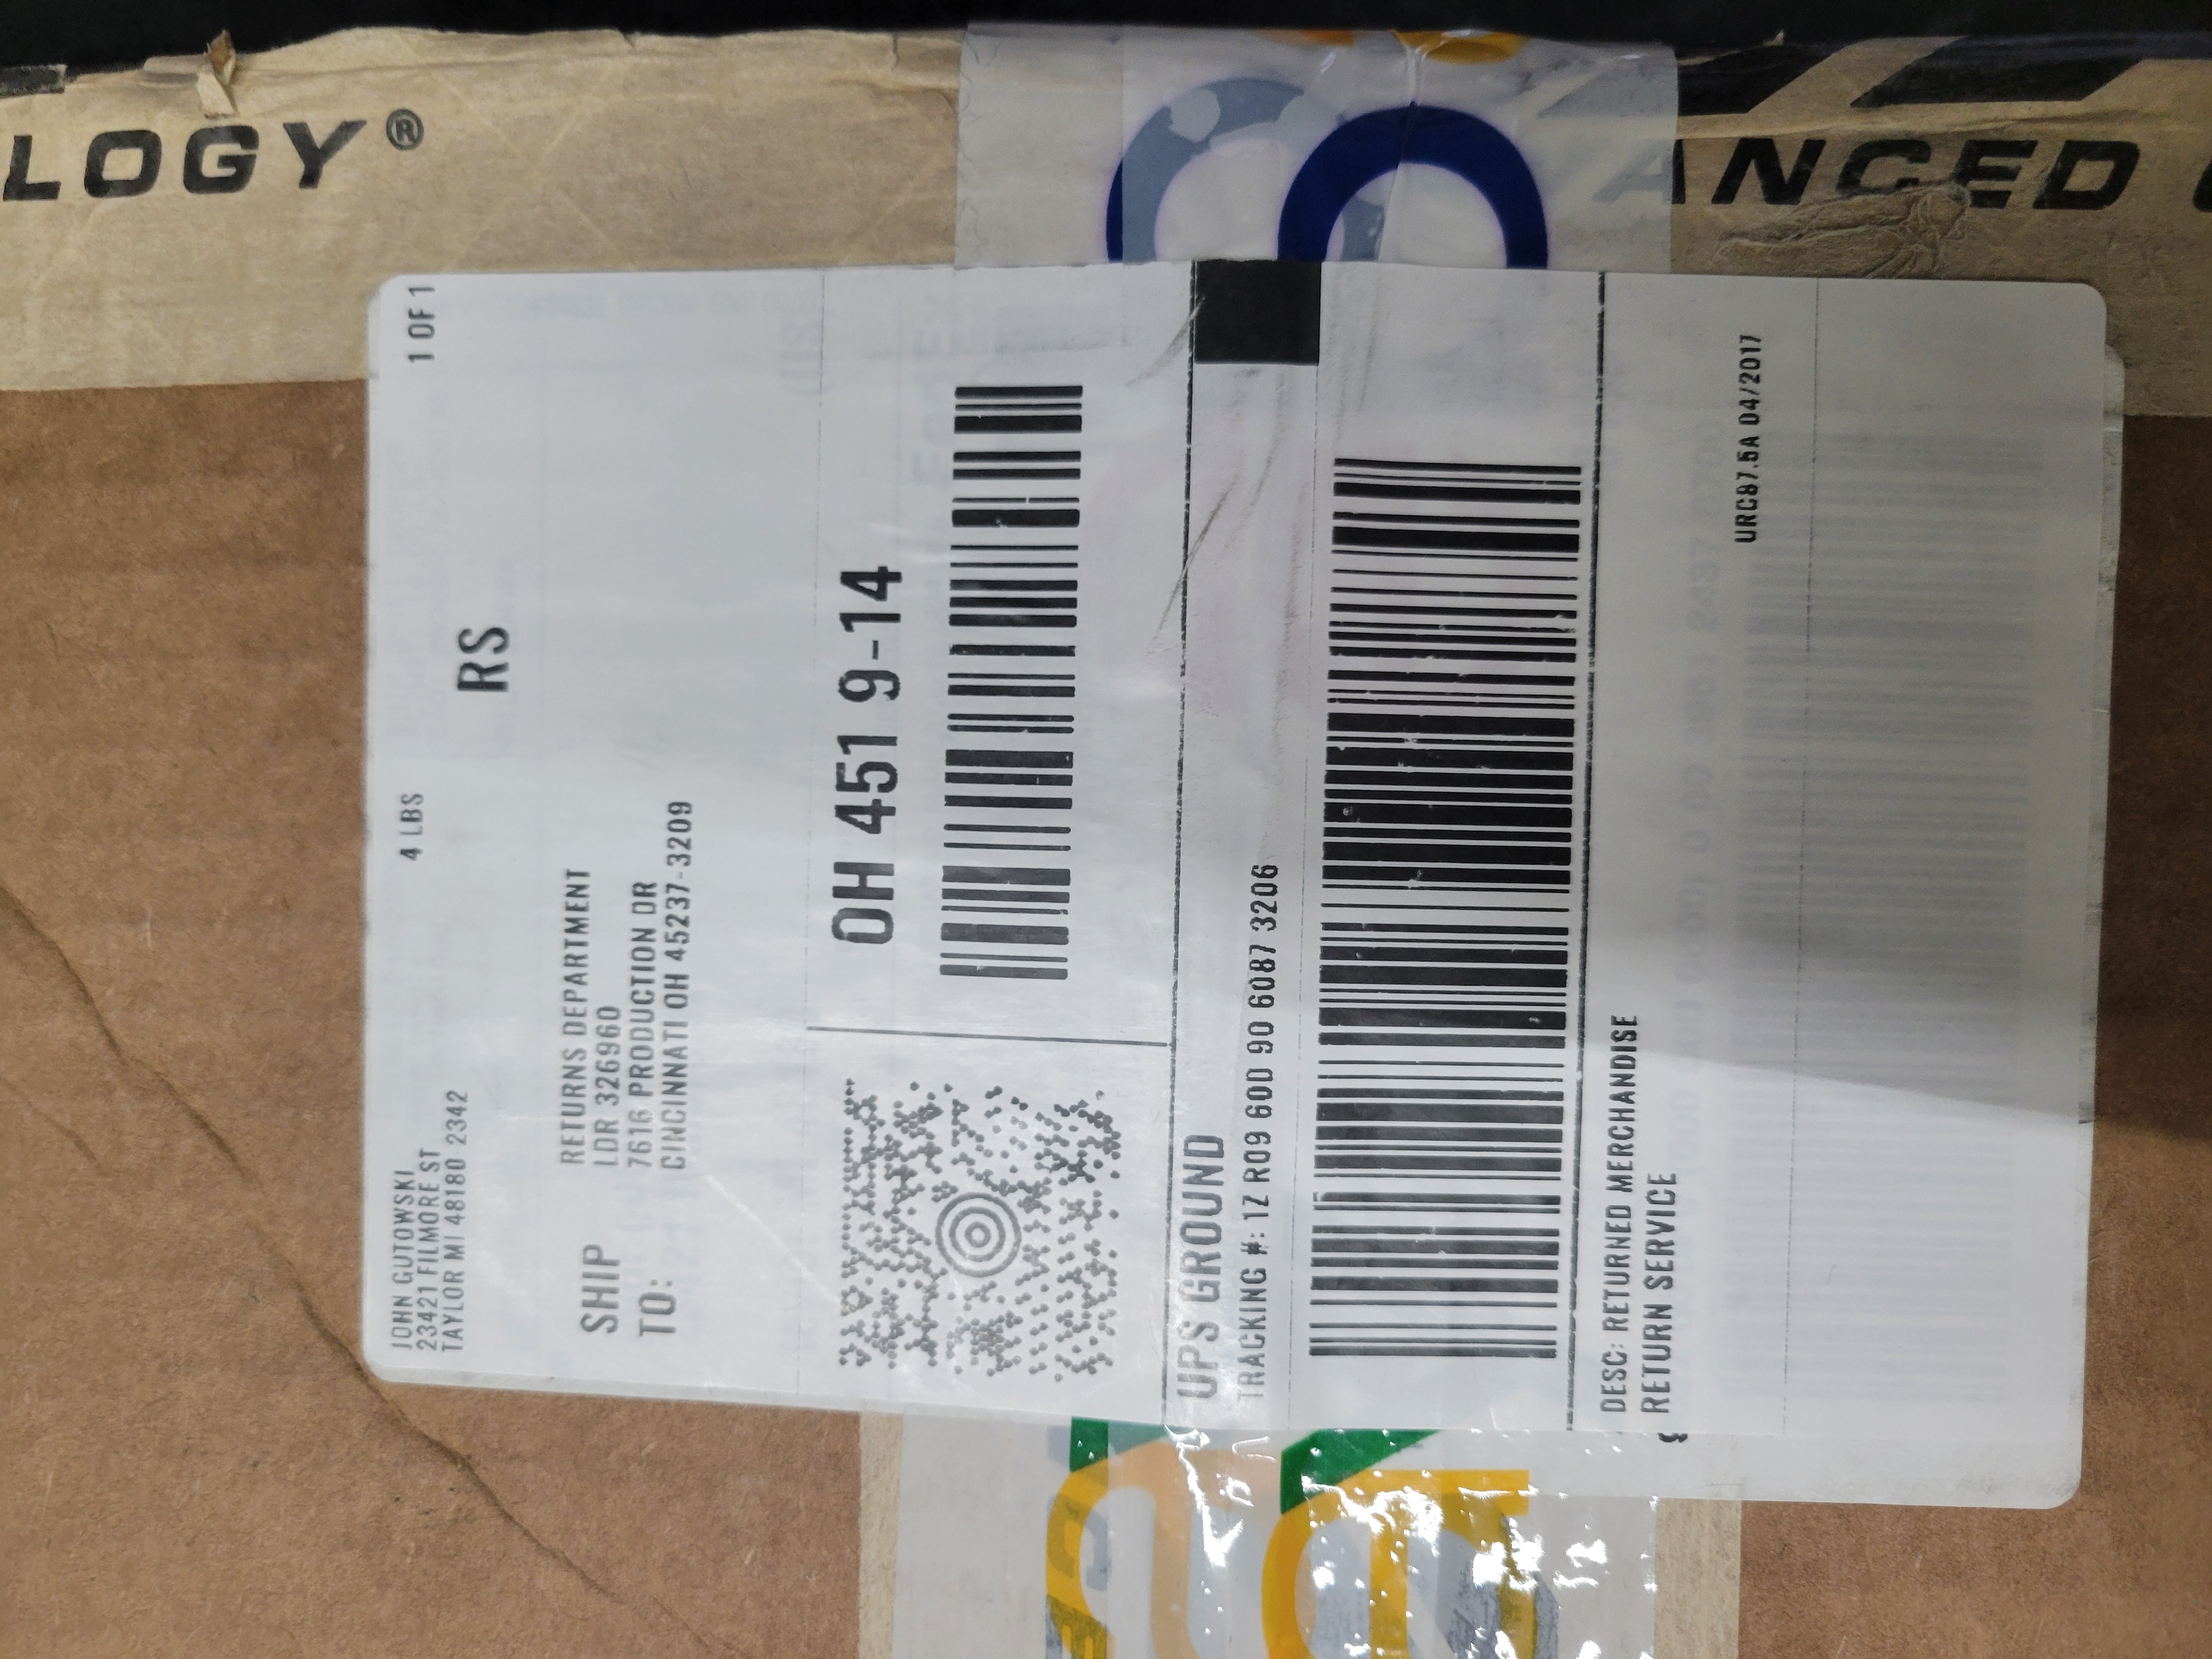 LOGY®
ANCED
JOHN GUTOWSKI
23421 FILMORE ST
TAYLOR MI 48180 2342
4 LBS
1 OF 1
RS
SHIP
TO:
RETURNS DEPARTMENT
LDR 326960
7616 PRODUCTION DR
CINCINNATI OH 45237-3209
OH 451 9-14
UPS GROUND
TRACKING #: 1Z R09 60D 90 6087 3206
DESC: RETURNED MERCHANDISE
RETURN SERVICE
URC87.5A 04/2017